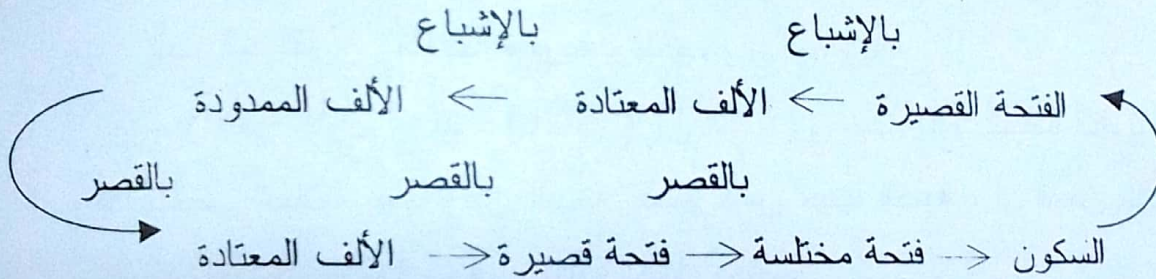 بالإشباع بالإشباع
الفتحة القصيرة ← الألف المعتادة ← الألف الممدودة
بالقصر بالقصر بالقصر
السكون → فتحة مختلسة → فتحة قصيرة → الألف المعتادة